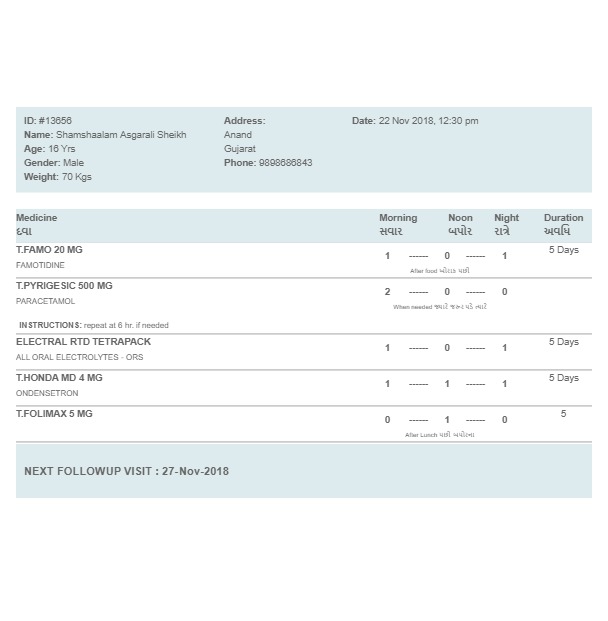 ID: #13656 Address: Date: 22 Nov 2018, 12:30 pm
Name: Shamshaalam Asgarali Sheikh Anand
Age: 16 Yrs Gujarat
Gender: Male Phone: 9898686843
Weight: 70 Kgs
Medicine Morning Noon Night Duration
દવા સવાર બપોર રાત્રે અવધિ
T.FAMO 20 MG 5 Days
1 ------ 0 ------ 1
FAMOTIDINE
After food ખોરાક પછી
T.PYRIGESIC 500 MG
2 ------ 0 ------ 0
PARACETAMOL
When needed જ્યારે જરૂર પડે ત્યારે
INSTRUCTIONS: repeat at 6 hr. if needed
ELECTRAL RTD TETRAPACK 5 Days
1 ------ 0 ------ 1
ALL ORAL ELECTROLYTES - ORS
T.HONDA MD 4 MG 5 Days
1 ------ 1 ------ 1
ONDENSETRON
T.FOLIMAX 5 MG 5
0 ------ 1 ------ 0
After Lunch પછી બપોરના
NEXT FOLLOWUP VISIT : 27-Nov-2018